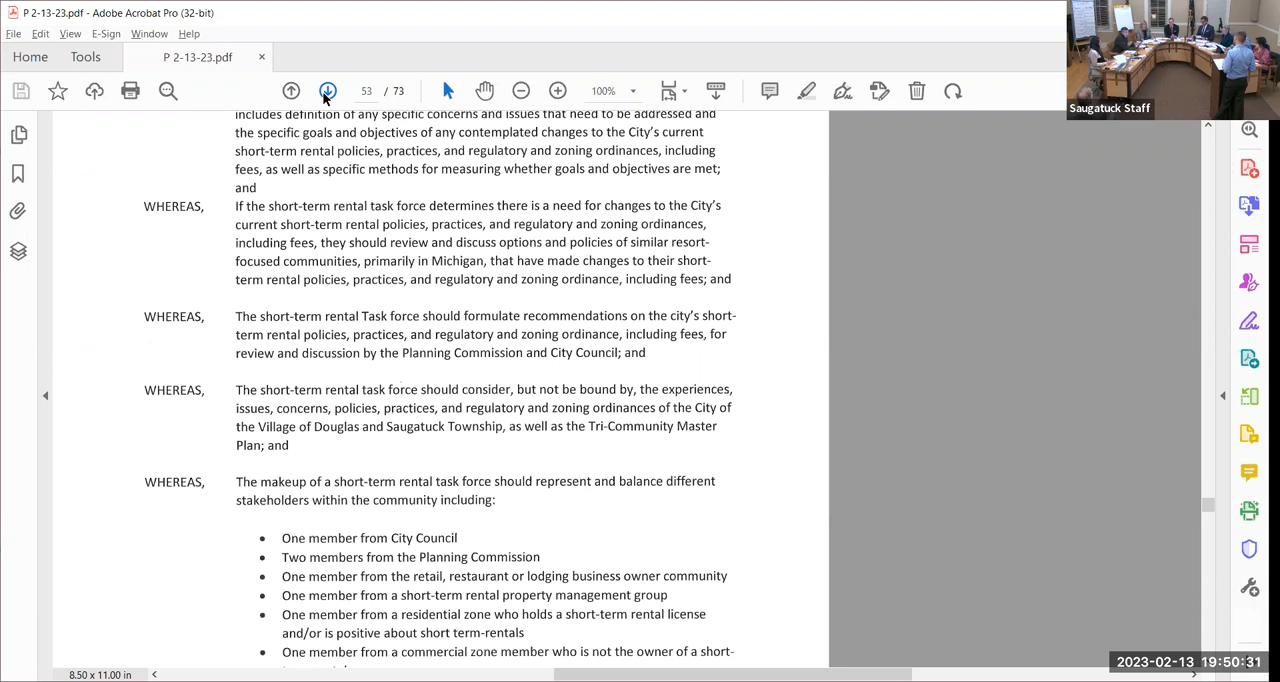 P 2-13-23.pdf - Adobe Acrobat Pro (32-bit)
File Edit View E-Sign Window Help
Home Tools P 2-13-23.pdf ×
53 / 73 100%
includes definition of any specific concerns and issues that need to be addressed and
the specific goals and objectives of any contemplated changes to the City's current
short-term rental policies, practices, and regulatory and zoning ordinances, including
fees, as well as specific methods for measuring whether goals and objectives are met;
and
WHEREAS, If the short-term rental task force determines there is a need for changes to the City's
current short-term rental policies, practices, and regulatory and zoning ordinances,
including fees, they should review and discuss options and policies of similar resort-
focused communities, primarily in Michigan, that have made changes to their short-
term rental policies, practices, and regulatory and zoning ordinance, including fees; and
WHEREAS, The short-term rental Task force should formulate recommendations on the city's short-
term rental policies, practices, and regulatory and zoning ordinance, including fees, for
review and discussion by the Planning Commission and City Council; and
WHEREAS, The short-term rental task force should consider, but not be bound by, the experiences,
issues, concerns, policies, practices, and regulatory and zoning ordinances of the City of
the Village of Douglas and Saugatuck Township, as well as the Tri-Community Master
Plan; and
WHEREAS, The makeup of a short-term rental task force should represent and balance different
stakeholders within the community including:
• One member from City Council
• Two members from the Planning Commission
• One member from the retail, restaurant or lodging business owner community
• One member from a short-term rental property management group
• One member from a residential zone who holds a short-term rental license
and/or is positive about short term-rentals
• One member from a commercial zone member who is not the owner of a short-
8.50 x 11.00 in
Saugatuck Staff
2023-02-13 19:50:31